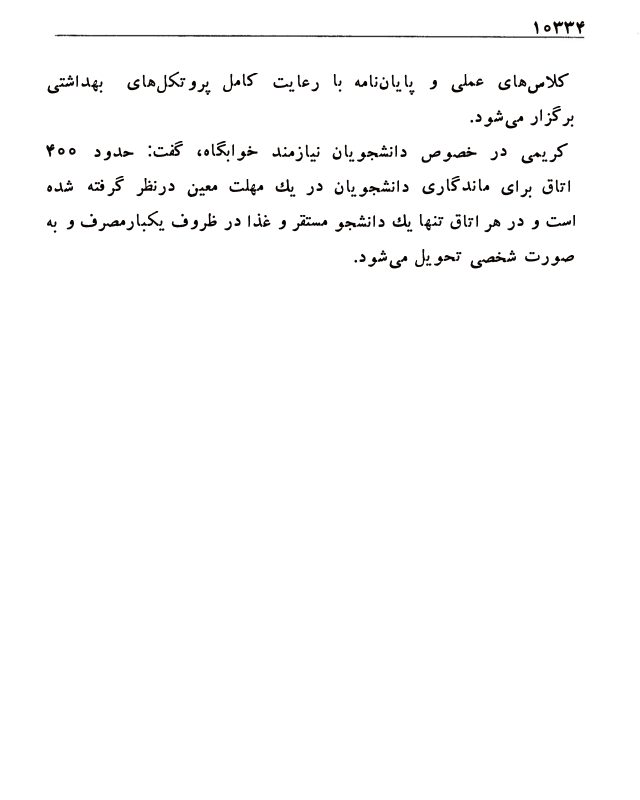 ۱۰۳۳۴
کلاس‌های عملی و پایان‌نامه با رعایت کامل پروتکل‌های بهداشتی
برگزار می‌شود.
کریمی در خصوص دانشجویان نیازمند خوابگاه، گفت: حدود ۴۰۰
اتاق برای ماندگاری دانشجویان در یك مهلت معین درنظر گرفته شده
است و در هر اتاق تنها یك دانشجو مستقر و غذا در ظروف یکبارمصرف و به
صورت شخصی تحویل می‌شود.